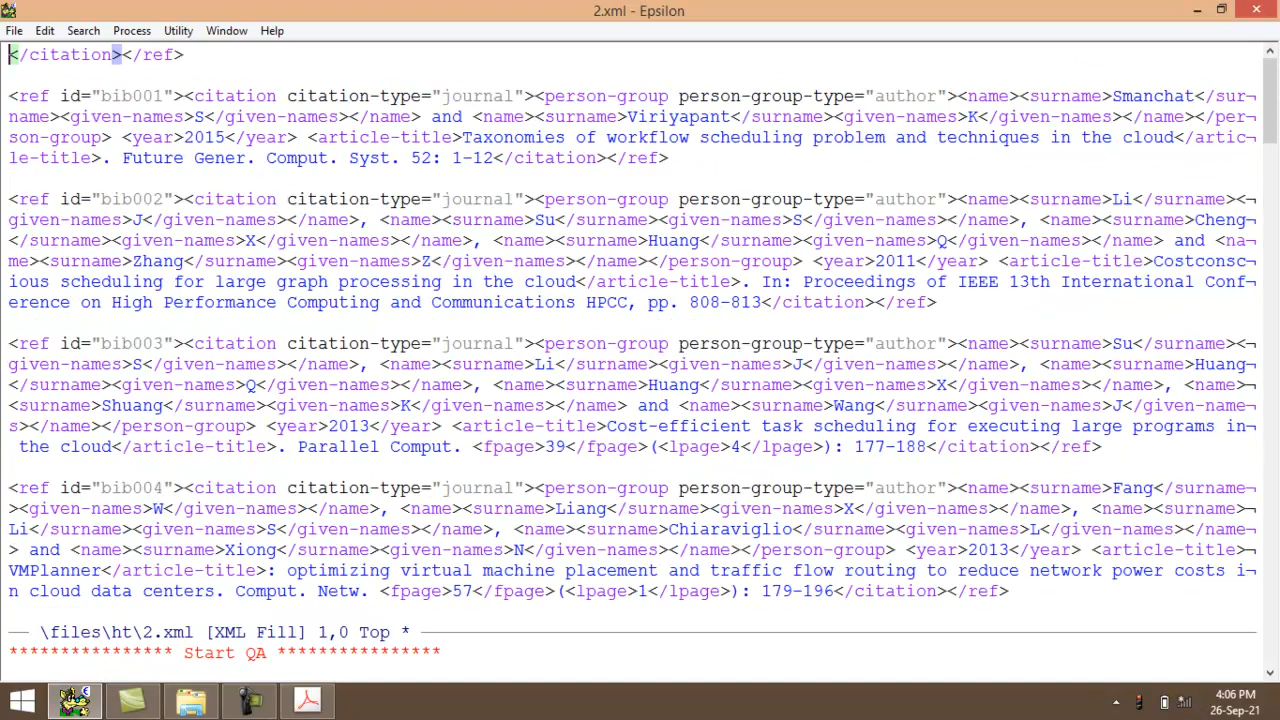 2.xml - Epsilon
File Edit Search Process Utility Window Help
</citation></ref>
<ref id="bib001"><citation citation-type="journal"><person-group person-group-type="author"><name><surname>Smanchat</sur¬
name><given-names>S</given-names></name> and <name><surname>Viriyapant</surname><given-names>K</given-names></name></per¬
son-group> <year>2015</year> <article-title>Taxonomies of workflow scheduling problem and techniques in the cloud</artic¬
le-title>. Future Gener. Comput. Syst. 52: 1-12</citation></ref>
<ref id="bib002"><citation citation-type="journal"><person-group person-group-type="author"><name><surname>Li</surname><¬
given-names>J</given-names></name>, <name><surname>Su</surname><given-names>S</given-names></name>, <name><surname>Cheng¬
</surname><given-names>X</given-names></name>, <name><surname>Huang</surname><given-names>Q</given-names></name> and <na¬
me><surname>Zhang</surname><given-names>Z</given-names></name></person-group> <year>2011</year> <article-title>Costconsc¬
ious scheduling for large graph processing in the cloud</article-title>. In: Proceedings of IEEE 13th International Conf¬
erence on High Performance Computing and Communications HPCC, pp. 808-813</citation></ref>
<ref id="bib003"><citation citation-type="journal"><person-group person-group-type="author"><name><surname>Su</surname><¬
given-names>S</given-names></name>, <name><surname>Li</surname><given-names>J</given-names></name>, <name><surname>Huang¬
</surname><given-names>Q</given-names></name>, <name><surname>Huang</surname><given-names>X</given-names></name>, <name>¬
<surname>Shuang</surname><given-names>K</given-names></name> and <name><surname>Wang</surname><given-names>J</given-name¬
s></name></person-group> <year>2013</year> <article-title>Cost-efficient task scheduling for executing large programs in¬
the cloud</article-title>. Parallel Comput. <fpage>39</fpage>(<lpage>4</lpage>): 177-188</citation></ref>
<ref id="bib004"><citation citation-type="journal"><person-group person-group-type="author"><name><surname>Fang</surname¬
><given-names>W</given-names></name>, <name><surname>Liang</surname><given-names>X</given-names></name>, <name><surname>¬
Li</surname><given-names>S</given-names></name>, <name><surname>Chiaraviglio</surname><given-names>L</given-names></name¬
> and <name><surname>Xiong</surname><given-names>N</given-names></name></person-group> <year>2013</year> <article-title>¬
VMPlanner</article-title>: optimizing virtual machine placement and traffic flow routing to reduce network power costs i¬
n cloud data centers. Comput. Netw. <fpage>57</fpage>(<lpage>1</lpage>): 179-196</citation></ref>
\files\ht\2.xml [XML Fill] 1,0 Top *
**************** Start QA ****************
4:06 PM
26-Sep-21